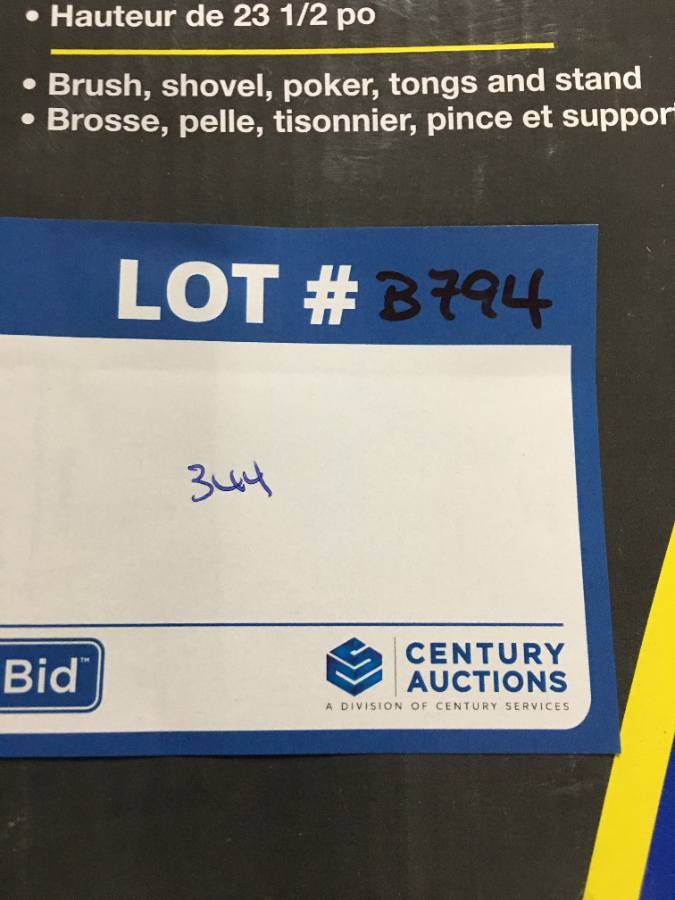 • Hauteur de 23 1/2 po
• Brush, shovel, poker, tongs and stand
• Brosse, pelle, tisonnier, pince et support
LOT # B794
344
Bid™
CENTURY
AUCTIONS
A DIVISION OF CENTURY SERVICES